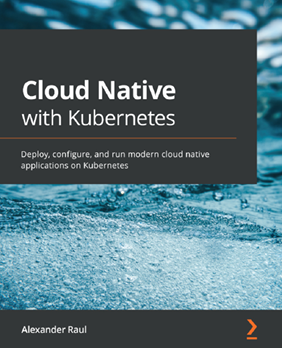 Cloud Native
with Kubernetes
Deploy, configure, and run modern cloud native
applications on Kubernetes
Alexander Raul